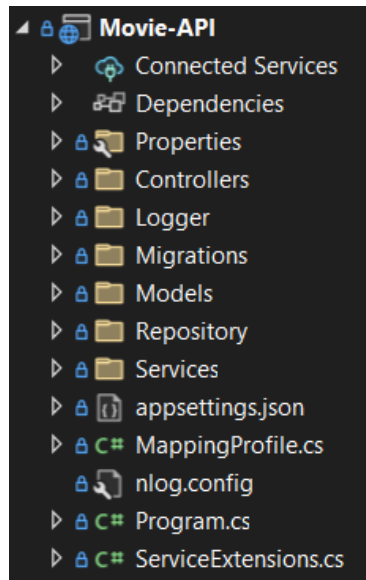 Movie-API
Connected Services
Dependencies
Properties
Controllers
Logger
Migrations
Models
Repository
Services
appsettings.json
C# MappingProfile.cs
nlog.config
C# Program.cs
C# ServiceExtensions.cs